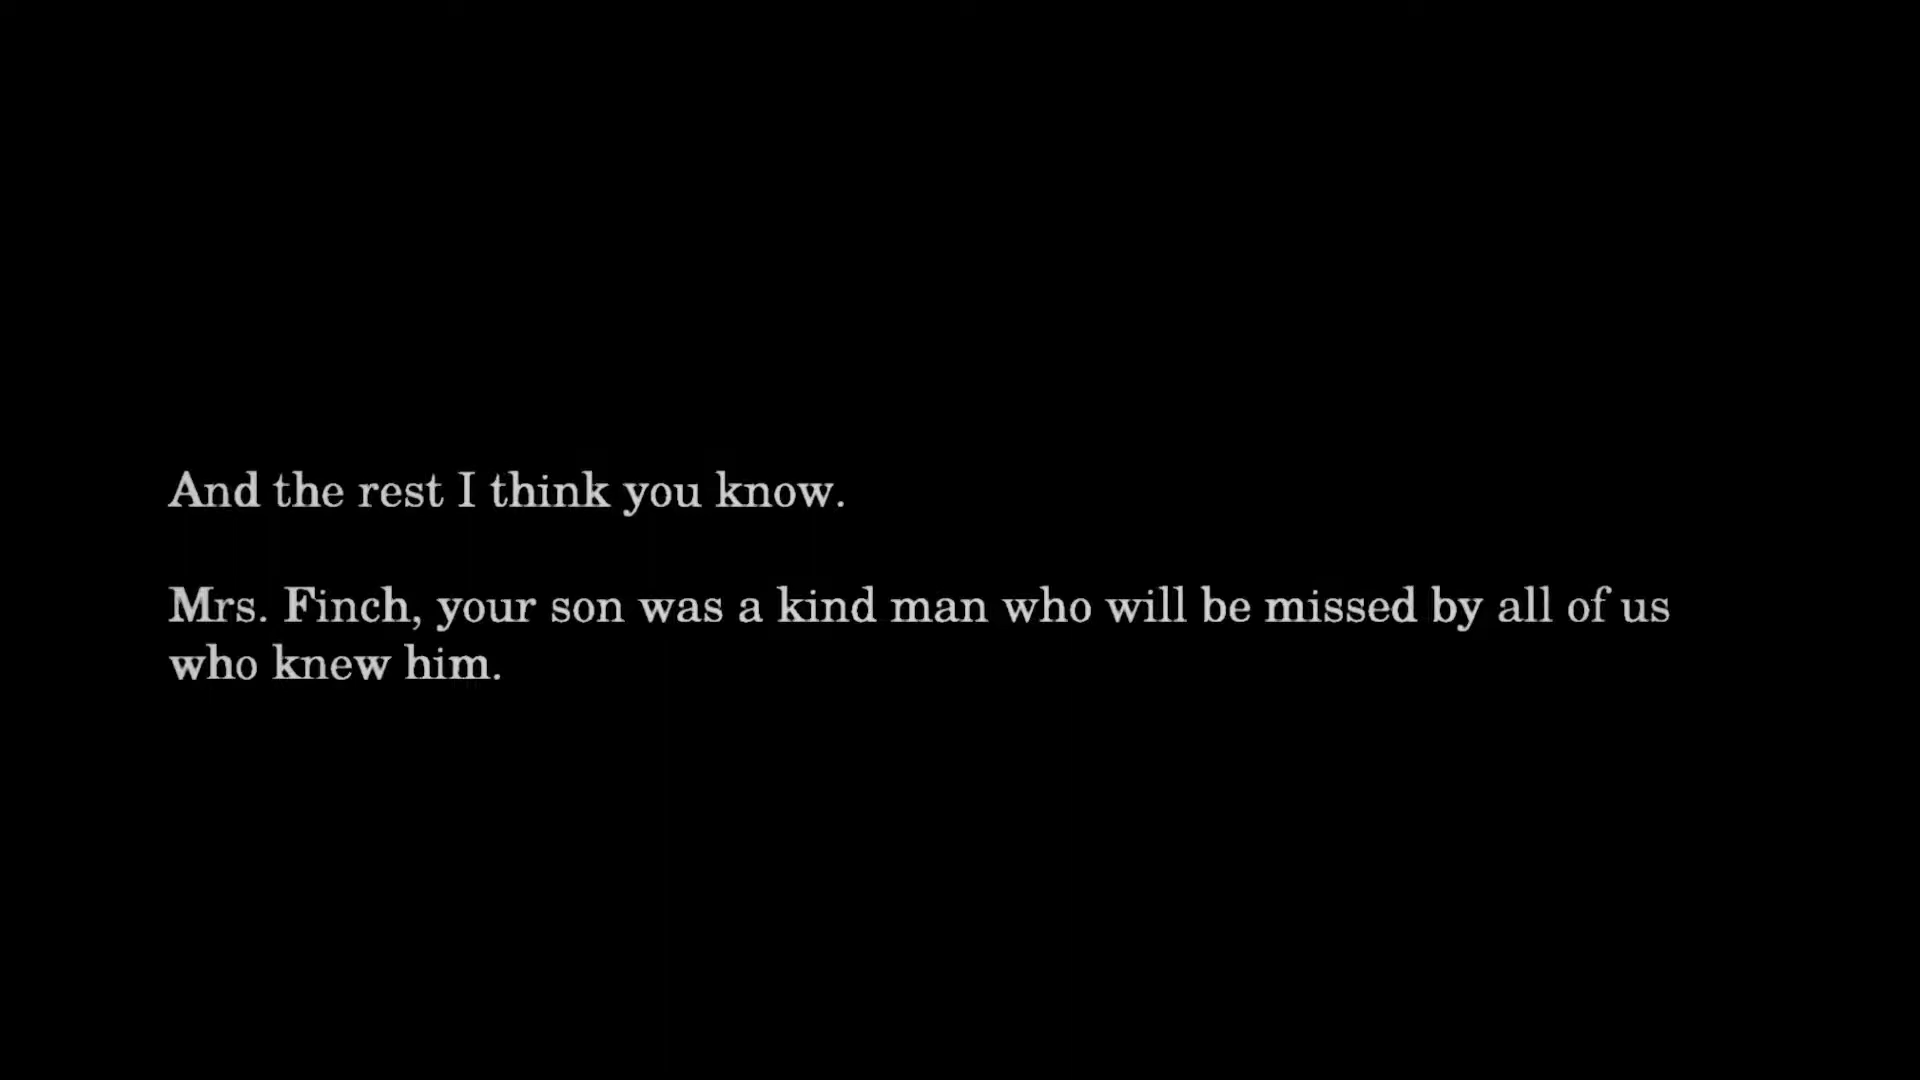 And the rest I think you know.
Mrs. Finch, your son was a kind man who will be missed by all of us
who knew him.